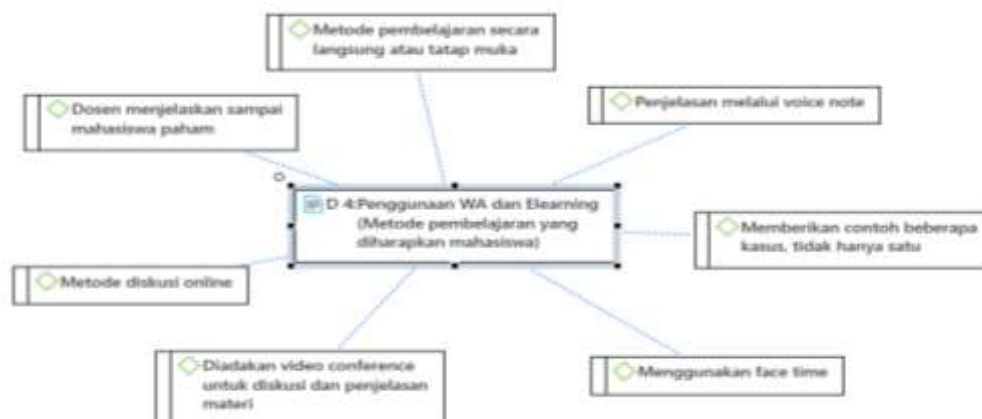 Metode pembelajaran secara
langsung atau tatap muka
Dosen menjelaskan sampai
mahasiswa paham
Penjelasan melalui voice note
D 4:Penggunaan WA dan Elearning
(Metode pembelajaran yang
diharapkan mahasiswa)
Memberikan contoh beberapa
kasus, tidak hanya satu
Metode diskusi online
Diadakan video conference
untuk diskusi dan penjelasan
materi
Menggunakan face time